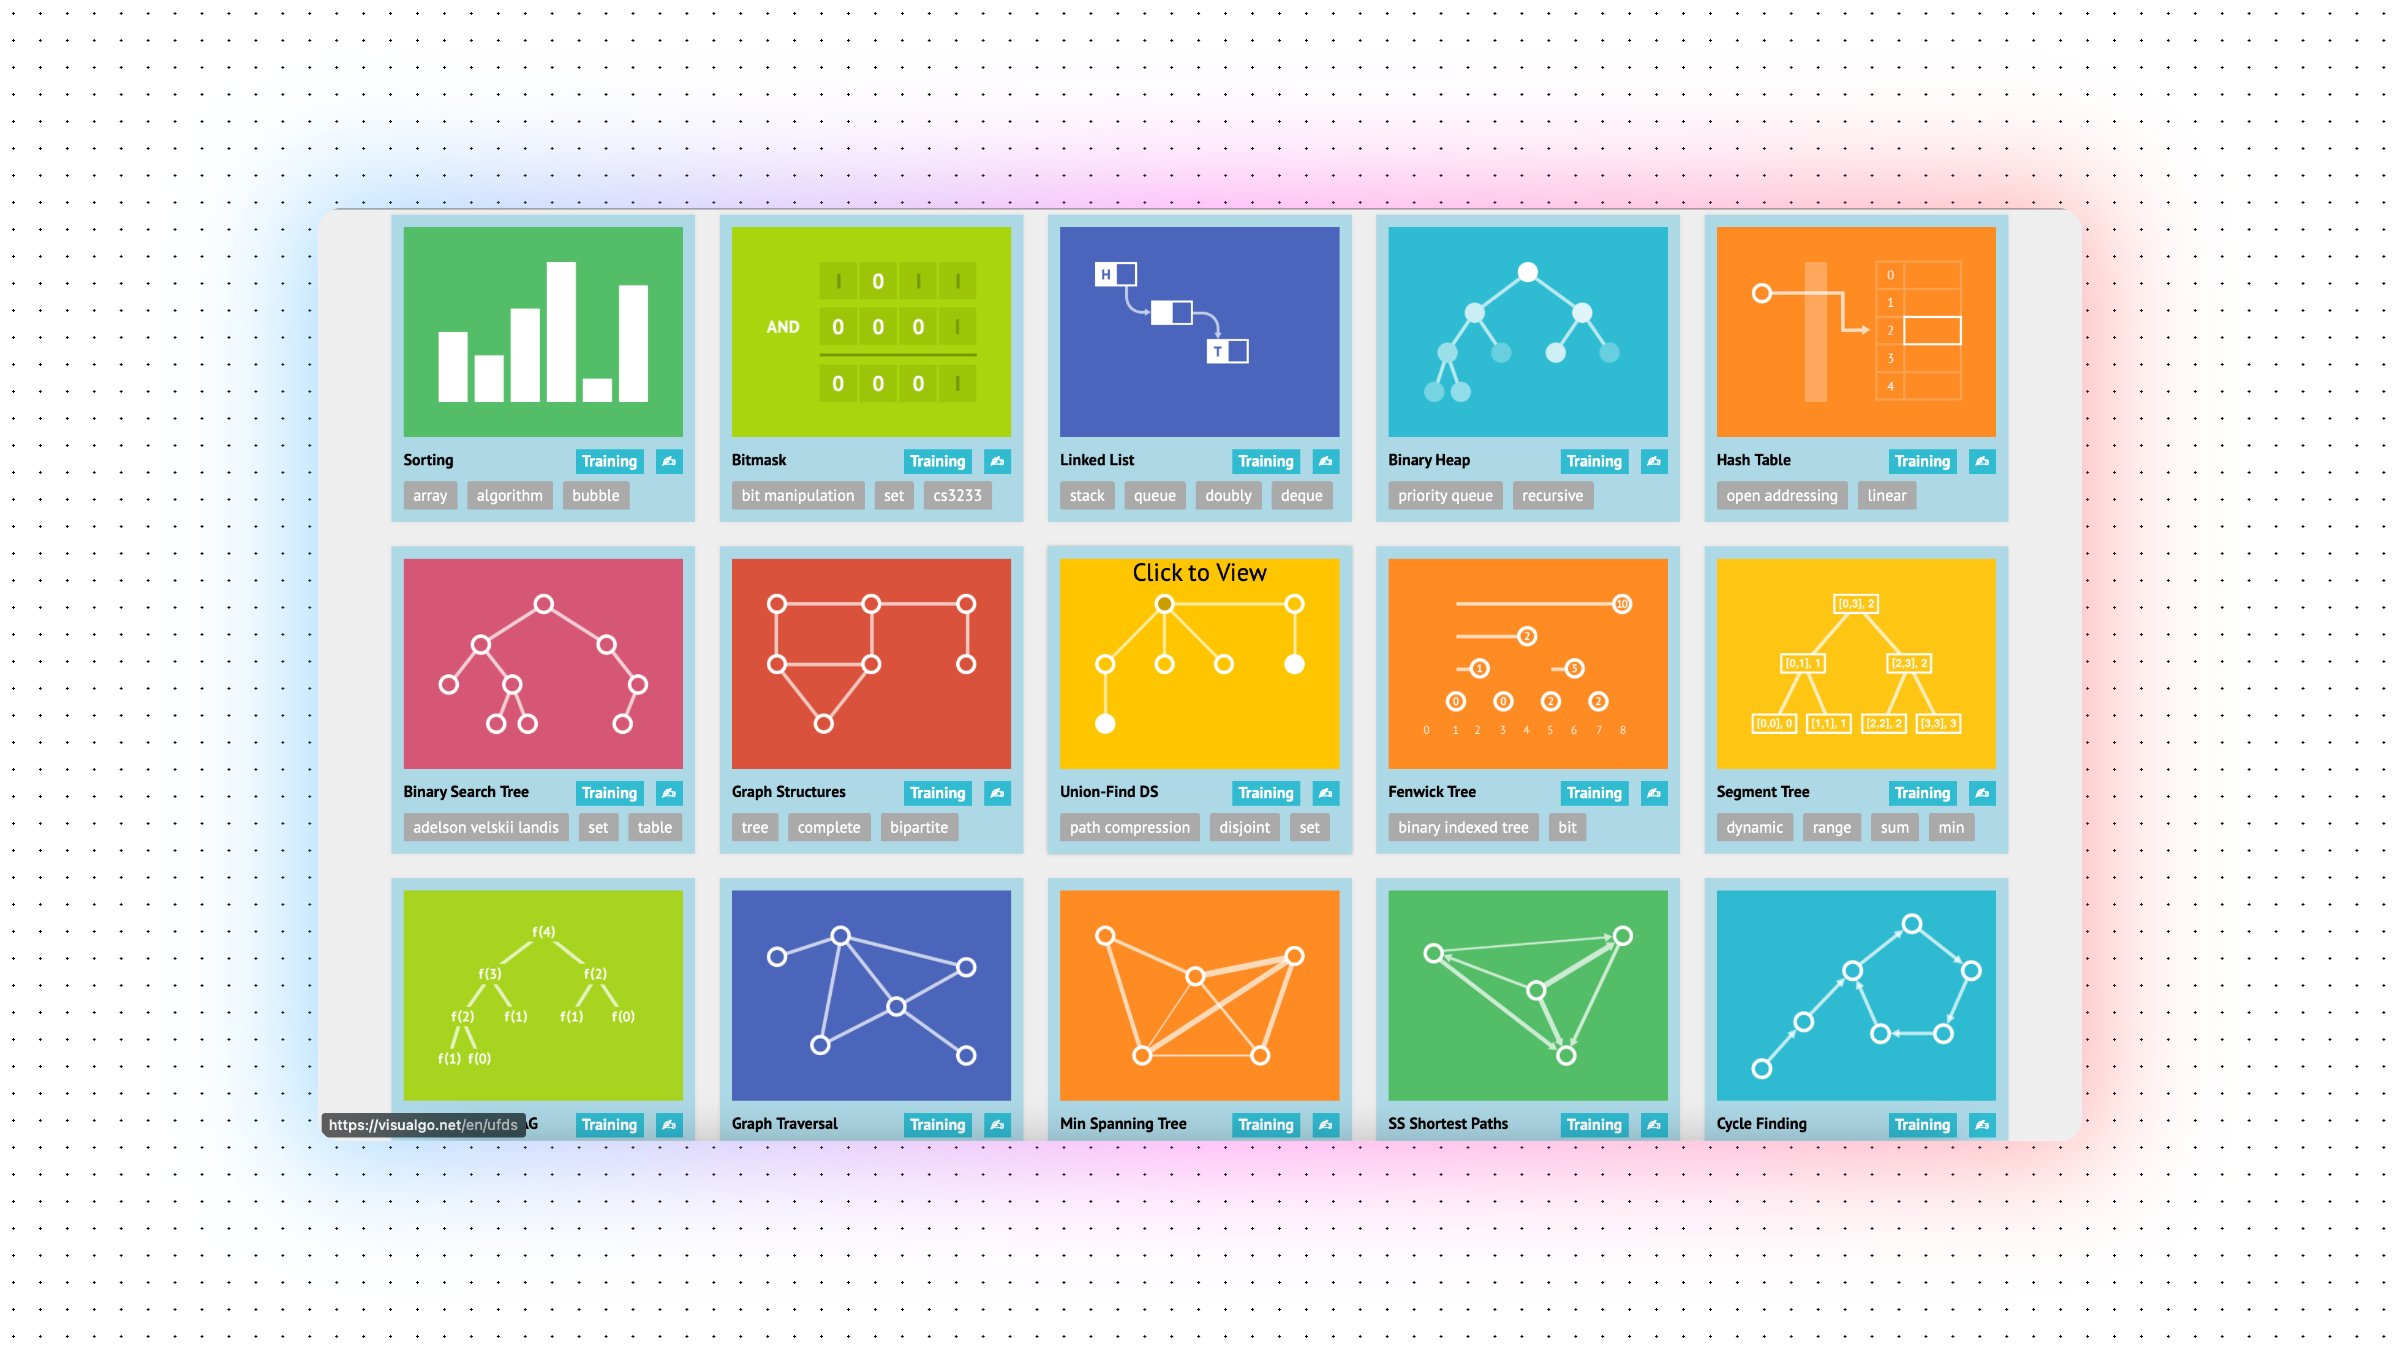 I 0 I I
AND 0 0 0 I
0 0 0 I
H
T
0
1
2
3
4
Sorting Training
array algorithm bubble
Bitmask Training
bit manipulation set cs3233
Linked List Training
stack queue doubly deque
Binary Heap Training
priority queue recursive
Hash Table Training
open addressing linear
Click to View
10
2
1 5
0 0 2 2
0 1 2 3 4 5 6 7 8
[0,3], 2
[0,1], 1 [2,3], 2
[0,0], 0 [1,1], 1 [2,2], 2 [3,3], 3
Binary Search Tree Training
adelson velskii landis set table
Graph Structures Training
tree complete bipartite
Union-Find DS Training
path compression disjoint set
Fenwick Tree Training
binary indexed tree bit
Segment Tree Training
dynamic range sum min
f(4)
f(3) f(2)
f(2) f(1) f(1) f(0)
f(1) f(0)
https://visualgo.net/en/ufds
Training
Graph Traversal Training
Min Spanning Tree Training
SS Shortest Paths Training
Cycle Finding Training